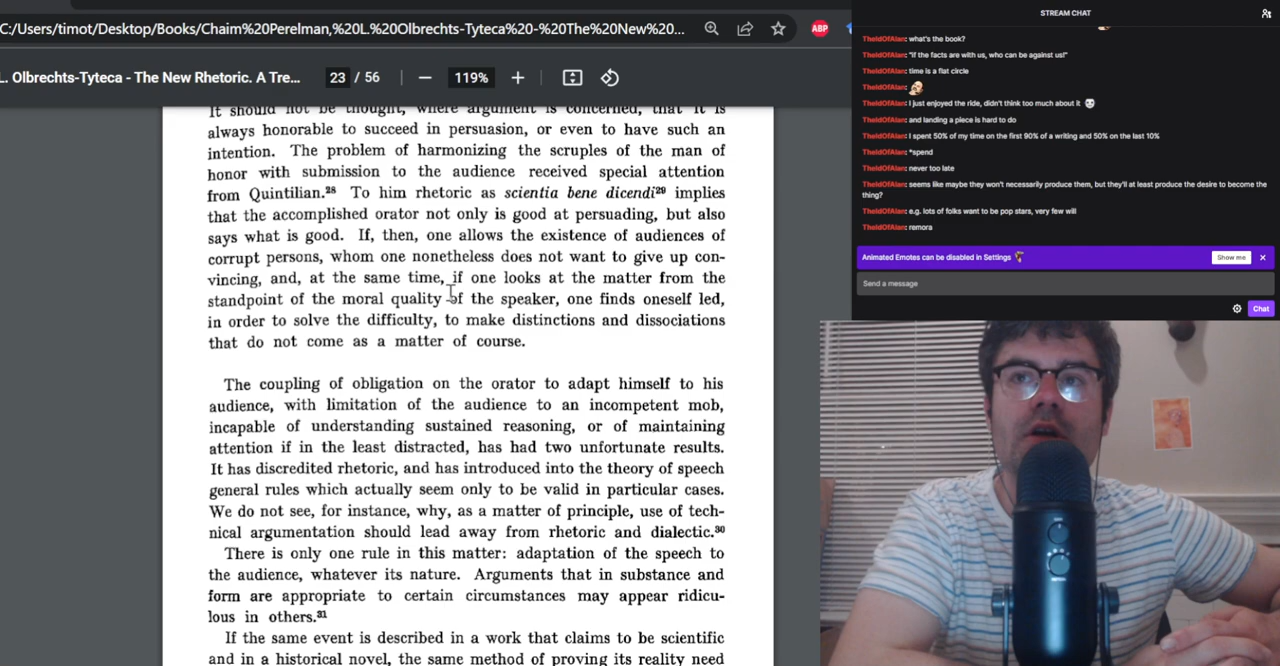 C:/Users/timot/Desktop/Books/Chaim%20Perelman,%20L.%20Olbrechts-Tyteca%20-%20The%20New%20...
ABP
L. Olbrechts-Tyteca - The New Rhetoric. A Tre...
23 / 56
119%
It should not be thought, where argument is concerned, that it is
always honorable to succeed in persuasion, or even to have such an
intention. The problem of harmonizing the scruples of the man of
honor with submission to the audience received special attention
from Quintilian.28 To him rhetoric as scientia bene dicendi29 implies
that the accomplished orator not only is good at persuading, but also
says what is good. If, then, one allows the existence of audiences of
corrupt persons, whom one nonetheless does not want to give up con-
vincing, and, at the same time, if one looks at the matter from the
standpoint of the moral quality of the speaker, one finds oneself led,
in order to solve the difficulty, to make distinctions and dissociations
that do not come as a matter of course.
The coupling of obligation on the orator to adapt himself to his
audience, with limitation of the audience to an incompetent mob,
incapable of understanding sustained reasoning, or of maintaining
attention if in the least distracted, has had two unfortunate results.
It has discredited rhetoric, and has introduced into the theory of speech
general rules which actually seem only to be valid in particular cases.
We do not see, for instance, why, as a matter of principle, use of tech-
nical argumentation should lead away from rhetoric and dialectic.30
There is only one rule in this matter: adaptation of the speech to
the audience, whatever its nature. Arguments that in substance and
form are appropriate to certain circumstances may appear ridicu-
lous in others.31
If the same event is described in a work that claims to be scientific
and in a historical novel, the same method of proving its reality need
STREAM CHAT
TheIdOfAlan: what's the book?
TheIdOfAlan: "if the facts are with us, who can be against us!"
TheIdOfAlan: time is a flat circle
TheIdOfAlan:
TheIdOfAlan: I just enjoyed the ride, didn't think too much about it
TheIdOfAlan: and landing a piece is hard to do
TheIdOfAlan: I spent 50% of my time on the first 90% of a writing and 50% on the last 10%
TheIdOfAlan: *spend
TheIdOfAlan: never too late
TheIdOfAlan: seems like maybe they won't necessarily produce them, but they'll at least produce the desire to become the
thing?
TheIdOfAlan: e.g. lots of folks want to be pop stars, very few will
TheIdOfAlan: remora
Animated Emotes can be disabled in Settings
Show me
Send a message
Chat